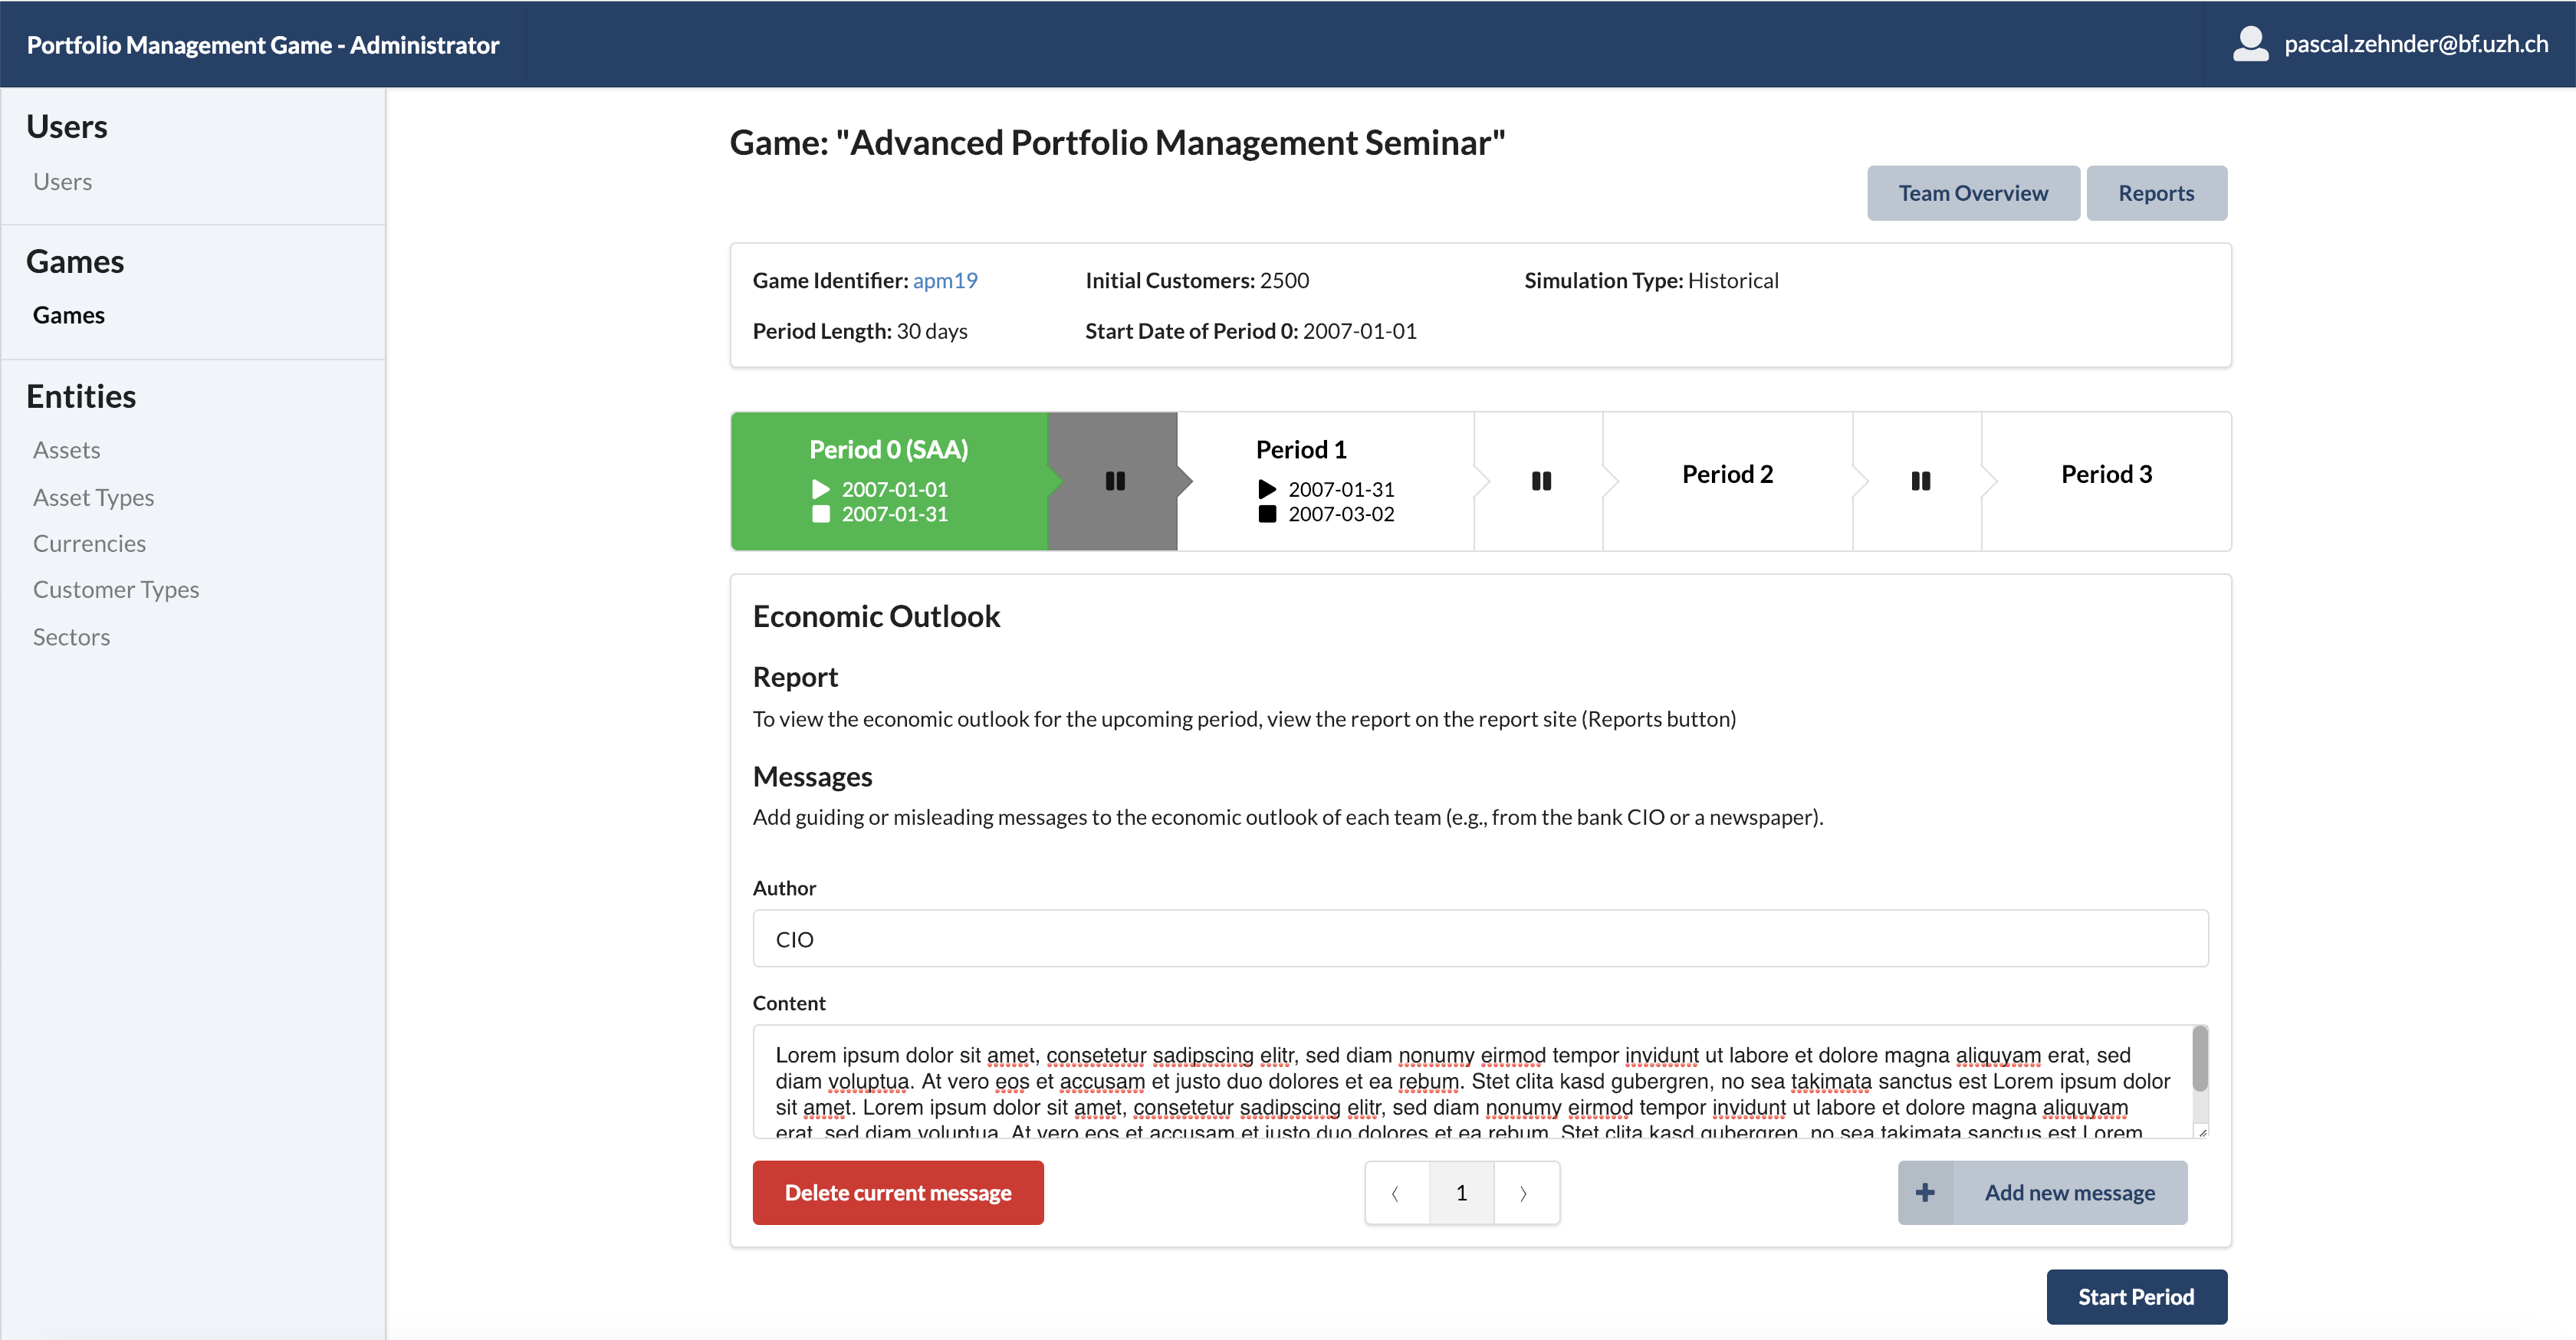 Portfolio Management Game - Administrator
pascal.zehnder@bf.uzh.ch
Users
Users
Games
Games
Entities
Assets
Asset Types
Currencies
Customer Types
Sectors
Game: "Advanced Portfolio Management Seminar"
Team Overview
Reports
Game Identifier: apm19
Initial Customers: 2500
Simulation Type: Historical
Period Length: 30 days
Start Date of Period 0: 2007-01-01
Period 0 (SAA)
2007-01-01
2007-01-31
Period 1
2007-01-31
2007-03-02
Period 2
Period 3
Economic Outlook
Report
To view the economic outlook for the upcoming period, view the report on the report site (Reports button)
Messages
Add guiding or misleading messages to the economic outlook of each team (e.g., from the bank CIO or a newspaper).
Author
CIO
Content
Lorem ipsum dolor sit amet, consetetur sadipscing elitr, sed diam nonumy eirmod tempor invidunt ut labore et dolore magna aliquyam erat, sed
diam voluptua. At vero eos et accusam et justo duo dolores et ea rebum. Stet clita kasd gubergren, no sea takimata sanctus est Lorem ipsum dolor
sit amet. Lorem ipsum dolor sit amet, consetetur sadipscing elitr, sed diam nonumy eirmod tempor invidunt ut labore et dolore magna aliquyam
erat, sed diam voluptua. At vero eos et accusam et justo duo dolores et ea rebum. Stet clita kasd gubergren, no sea takimata sanctus est Lorem
Delete current message
1
Add new message
Start Period